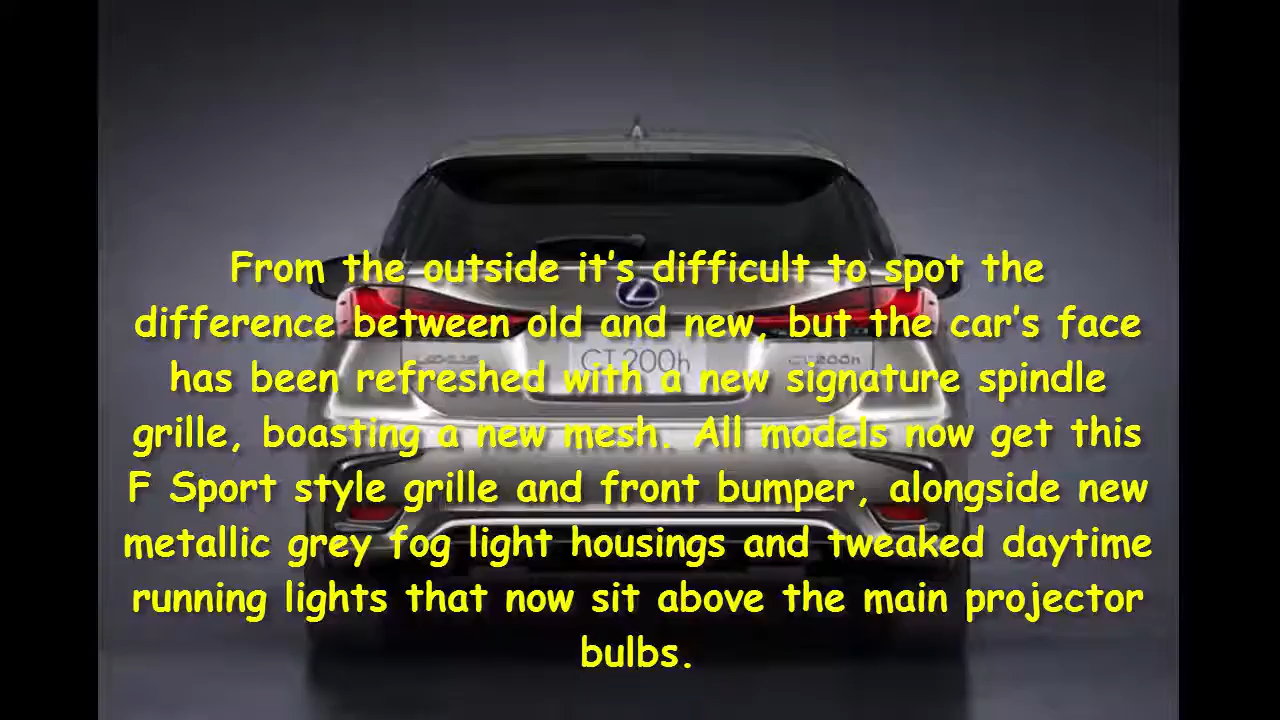 From the outside it's difficult to spot the
difference between old and new, but the car's face
has been refreshed with a new signature spindle
grille, boasting a new mesh. All models now get this
F Sport style grille and front bumper, alongside new
metallic grey fog light housings and tweaked daytime
running lights that now sit above the main projector
bulbs.
LEXUS
CT 200h
CT200h